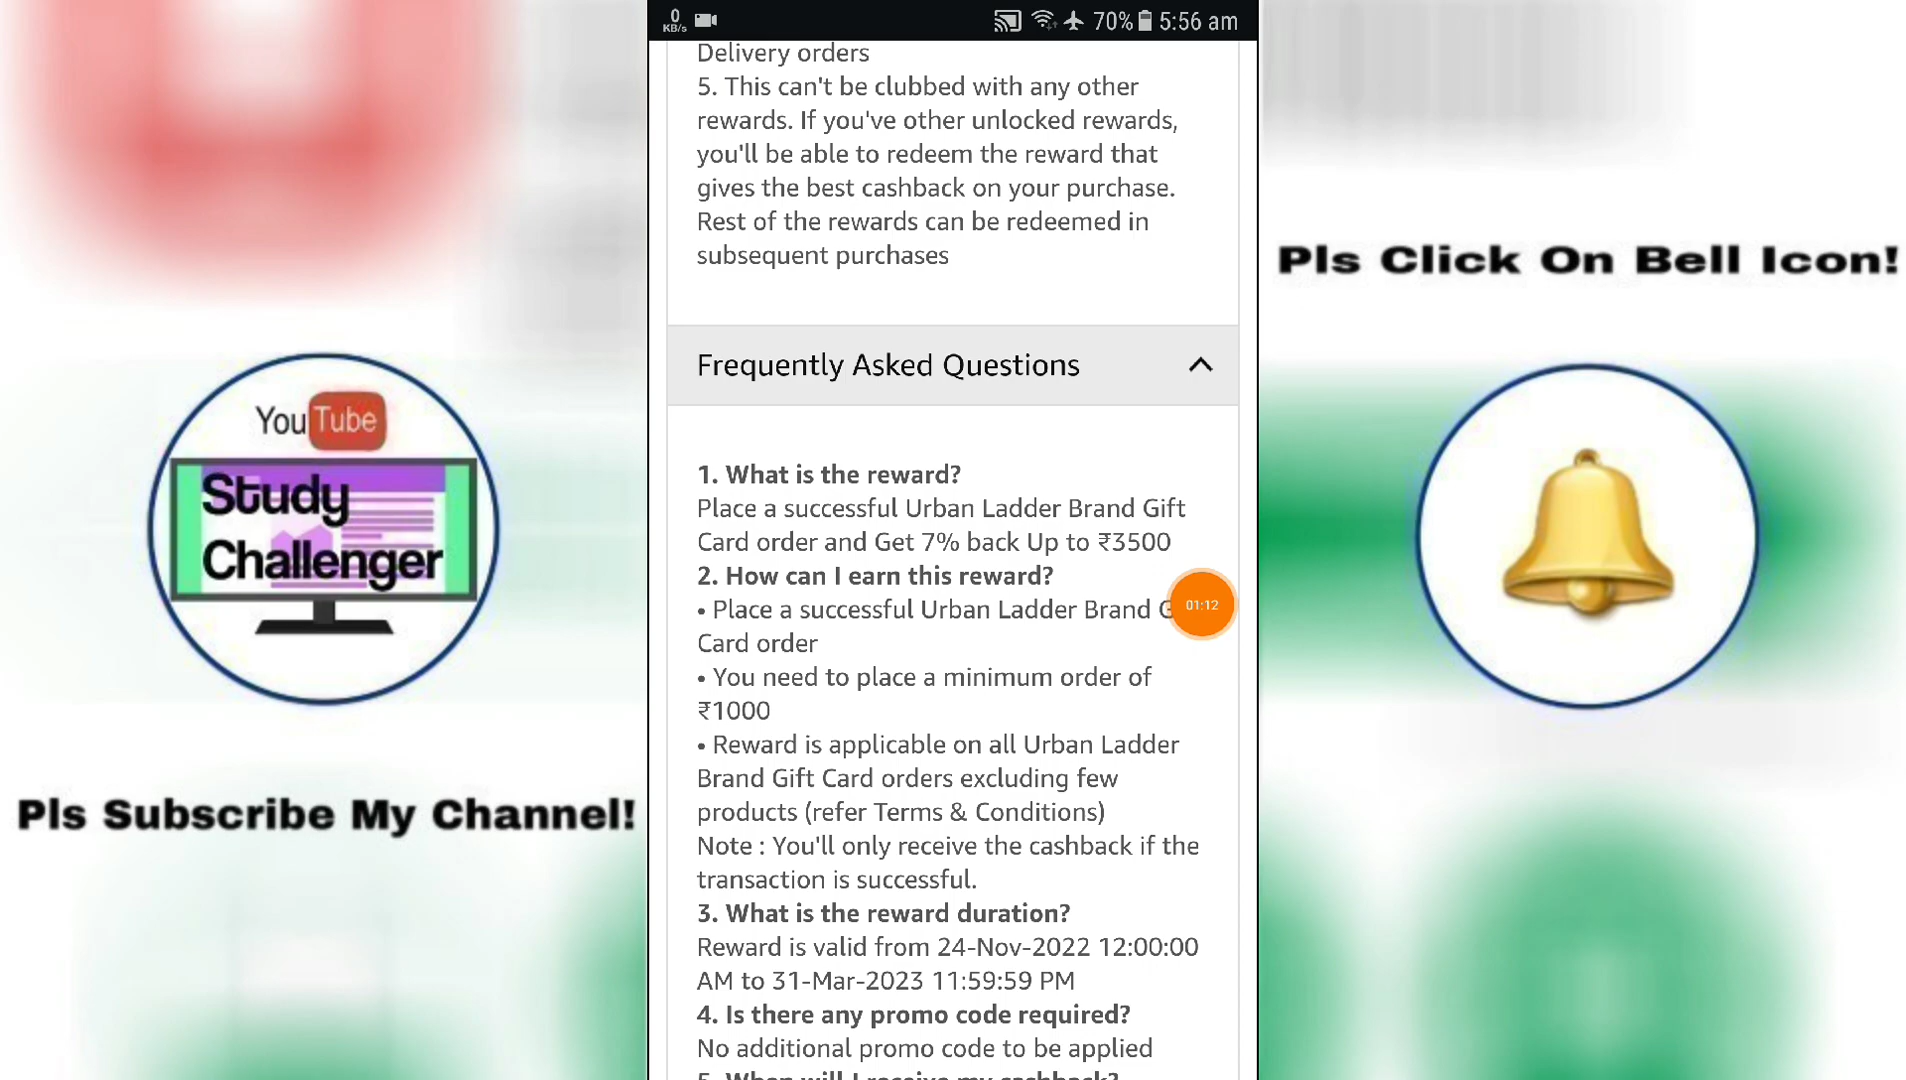 0
KB/s
70% 5:56 am
Delivery orders
5. This can't be clubbed with any other
rewards. If you've other unlocked rewards,
you'll be able to redeem the reward that
gives the best cashback on your purchase.
Rest of the rewards can be redeemed in
subsequent purchases
Pls Click On Bell Icon!
Frequently Asked Questions
YouTube
Study
Challenger
Pls Subscribe My Channel!
1. What is the reward?
Place a successful Urban Ladder Brand Gift
Card order and Get 7% back Up to ₹3500
2. How can I earn this reward?
• Place a successful Urban Ladder Brand G
01:12
Card order
• You need to place a minimum order of
₹1000
• Reward is applicable on all Urban Ladder
Brand Gift Card orders excluding few
products (refer Terms & Conditions)
Note : You'll only receive the cashback if the
transaction is successful.
3. What is the reward duration?
Reward is valid from 24-Nov-2022 12:00:00
AM to 31-Mar-2023 11:59:59 PM
4. Is there any promo code required?
No additional promo code to be applied
5. When will I receive my cashback?